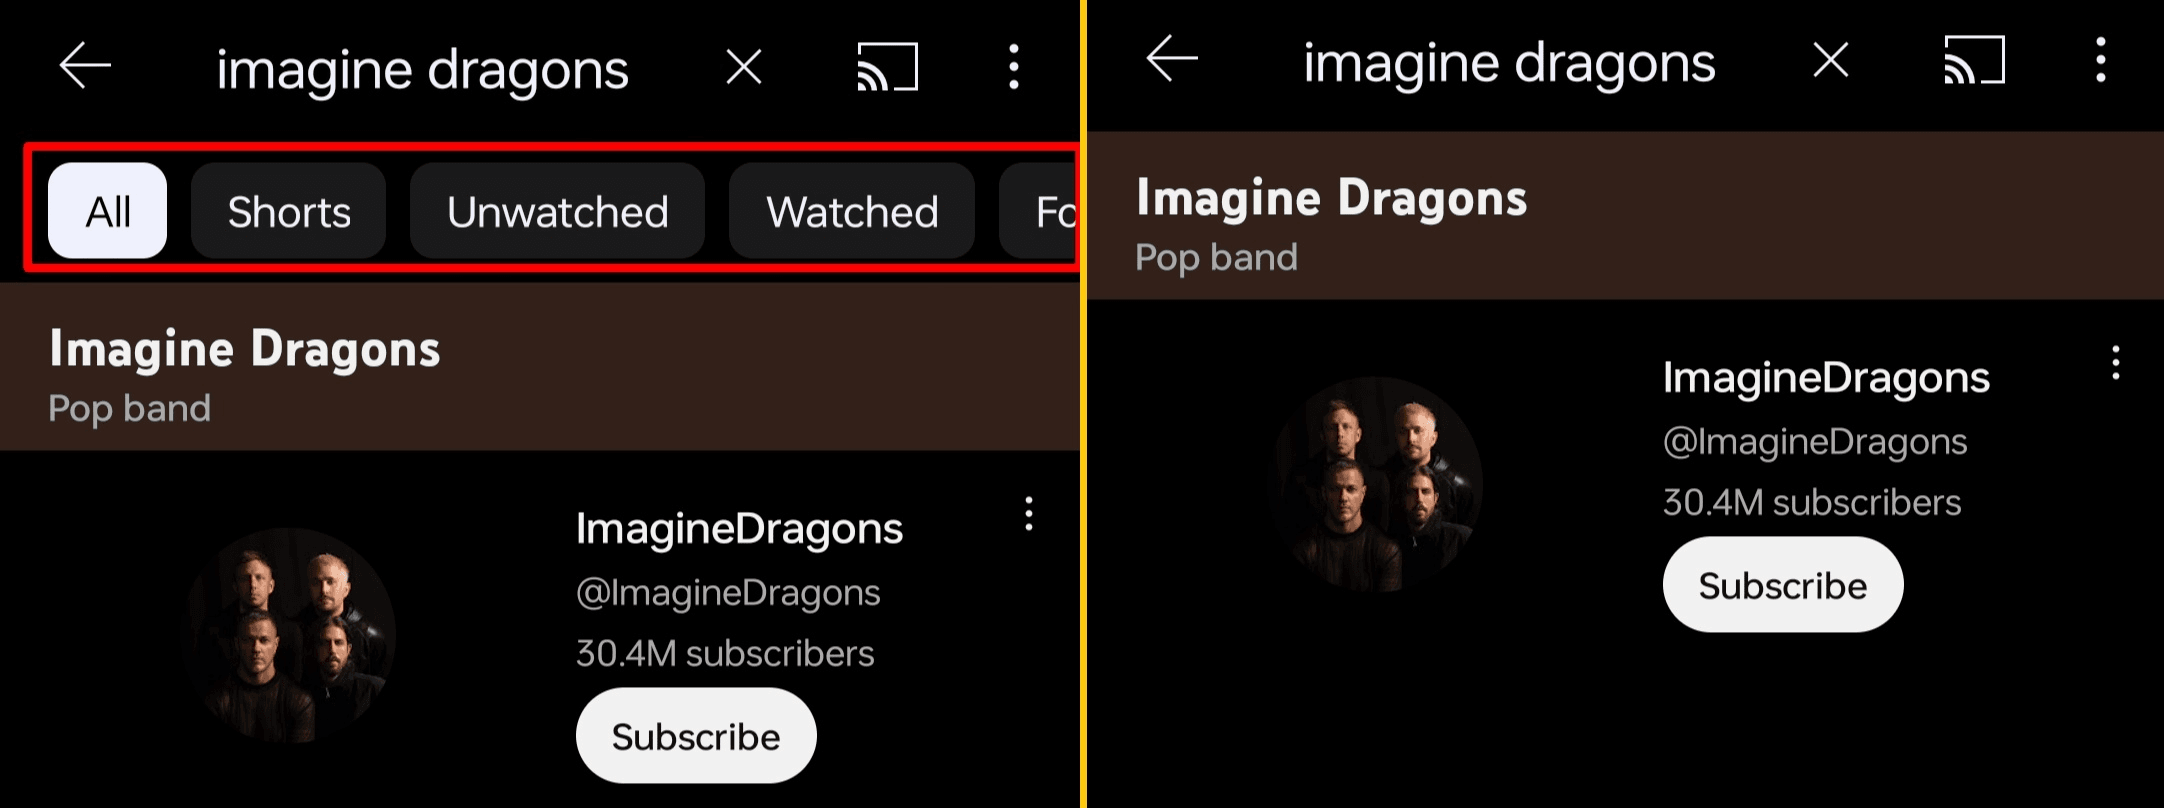 imagine dragons
All Shorts Unwatched Watched Fo
Imagine Dragons
Pop band
ImagineDragons
@ImagineDragons
30.4M subscribers
Subscribe
imagine dragons
Imagine Dragons
Pop band
ImagineDragons
@ImagineDragons
30.4M subscribers
Subscribe